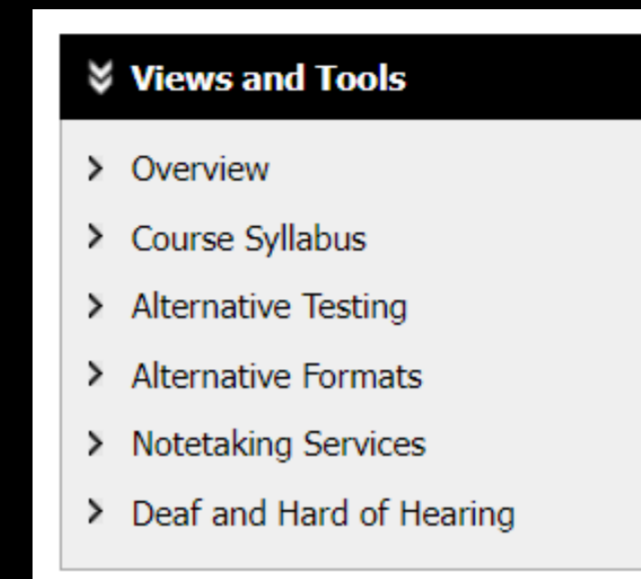 Views and Tools
Overview
Course Syllabus
Alternative Testing
Alternative Formats
Notetaking Services
Deaf and Hard of Hearing